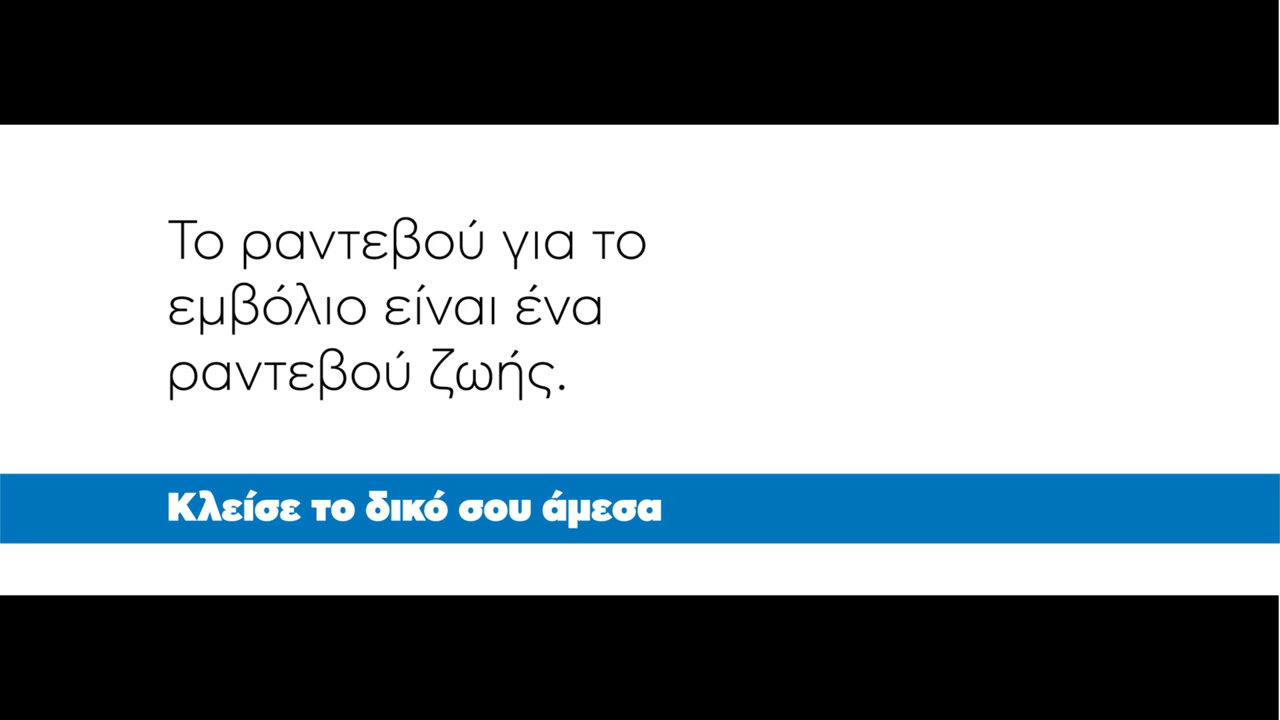 Το ραντεβού για το
εμβόλιο είναι ένα
ραντεβού ζωής.
Κλείσε το δικό σου άμεσα